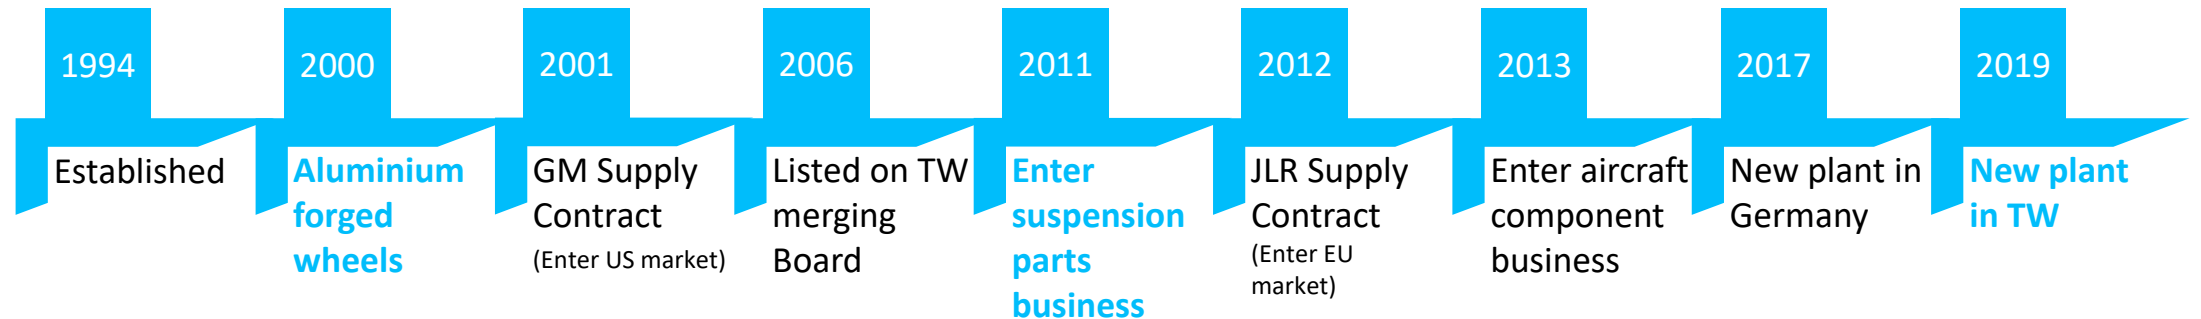 1994
Established
2000
Aluminium
forged
wheels
2001
GM Supply
Contract
(Enter US market)
2006
Listed on TW
merging
Board
2011
Enter
suspension
parts
business
2012
JLR Supply
Contract
(Enter EU
market)
2013
Enter aircraft
component
business
2017
New plant in
Germany
2019
New plant
in TW